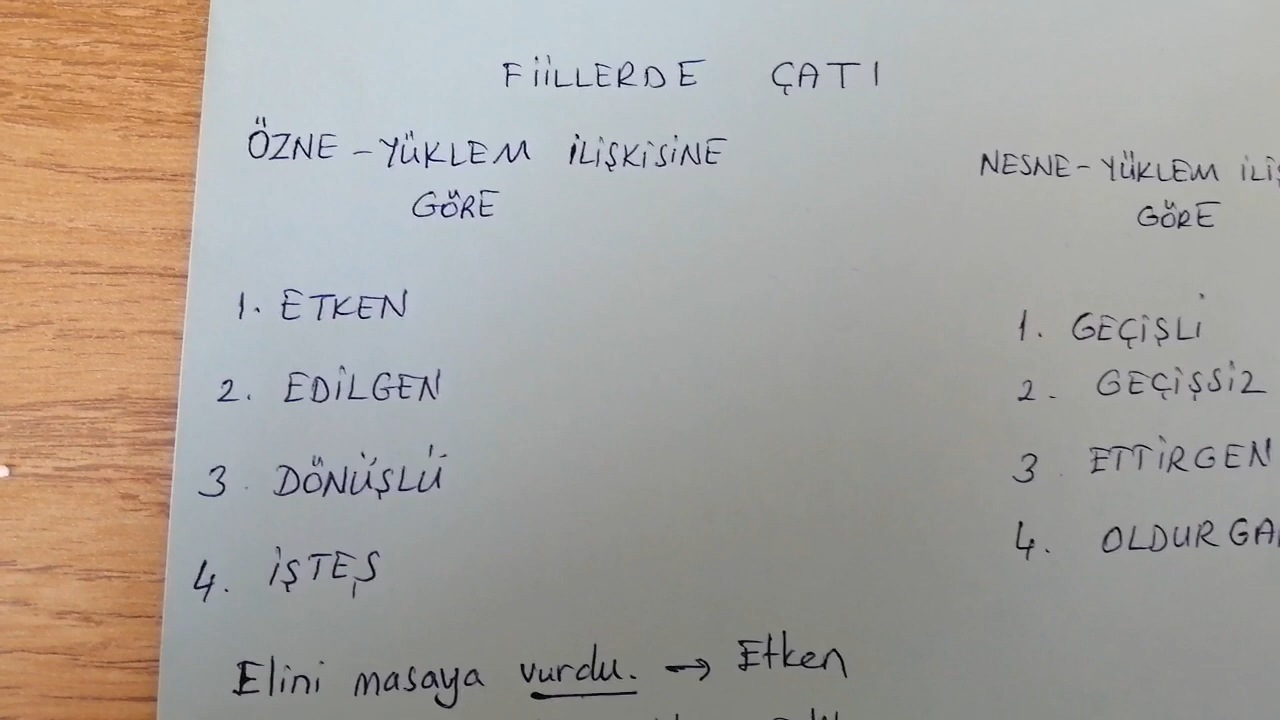 FİİLLERDE ÇATI
ÖZNE - YÜKLEM İLİŞKİSİNE
GÖRE
1. ETKEN
2. EDİLGEN
3. DÖNÜŞLÜ
4. İŞTEŞ
NESNE - YÜKLEM
GÖRE
1. GEÇİŞLİ
2. GEÇİŞSİZ
3 ETTİRGEN
4.
Elini masaya vurdu. → Etken